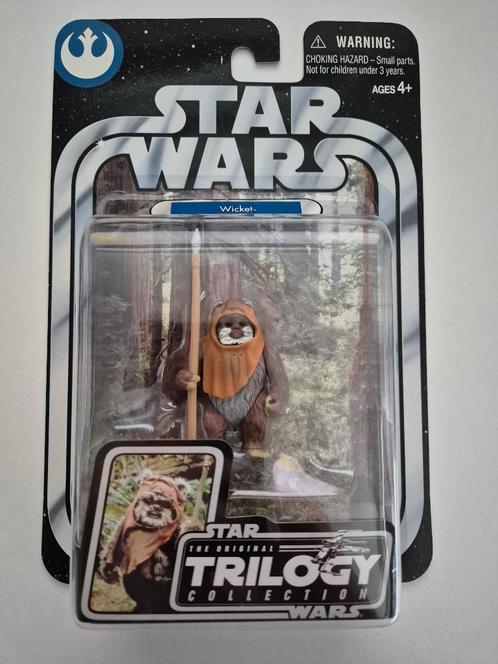 WARNING:
CHOKING HAZARD – Small parts.
Not for children under 3 years.
AGES 4+
STAR
WARS
Wicket™
STAR
THE ORIGINAL
TRILOGY
COLLECTION
WARS